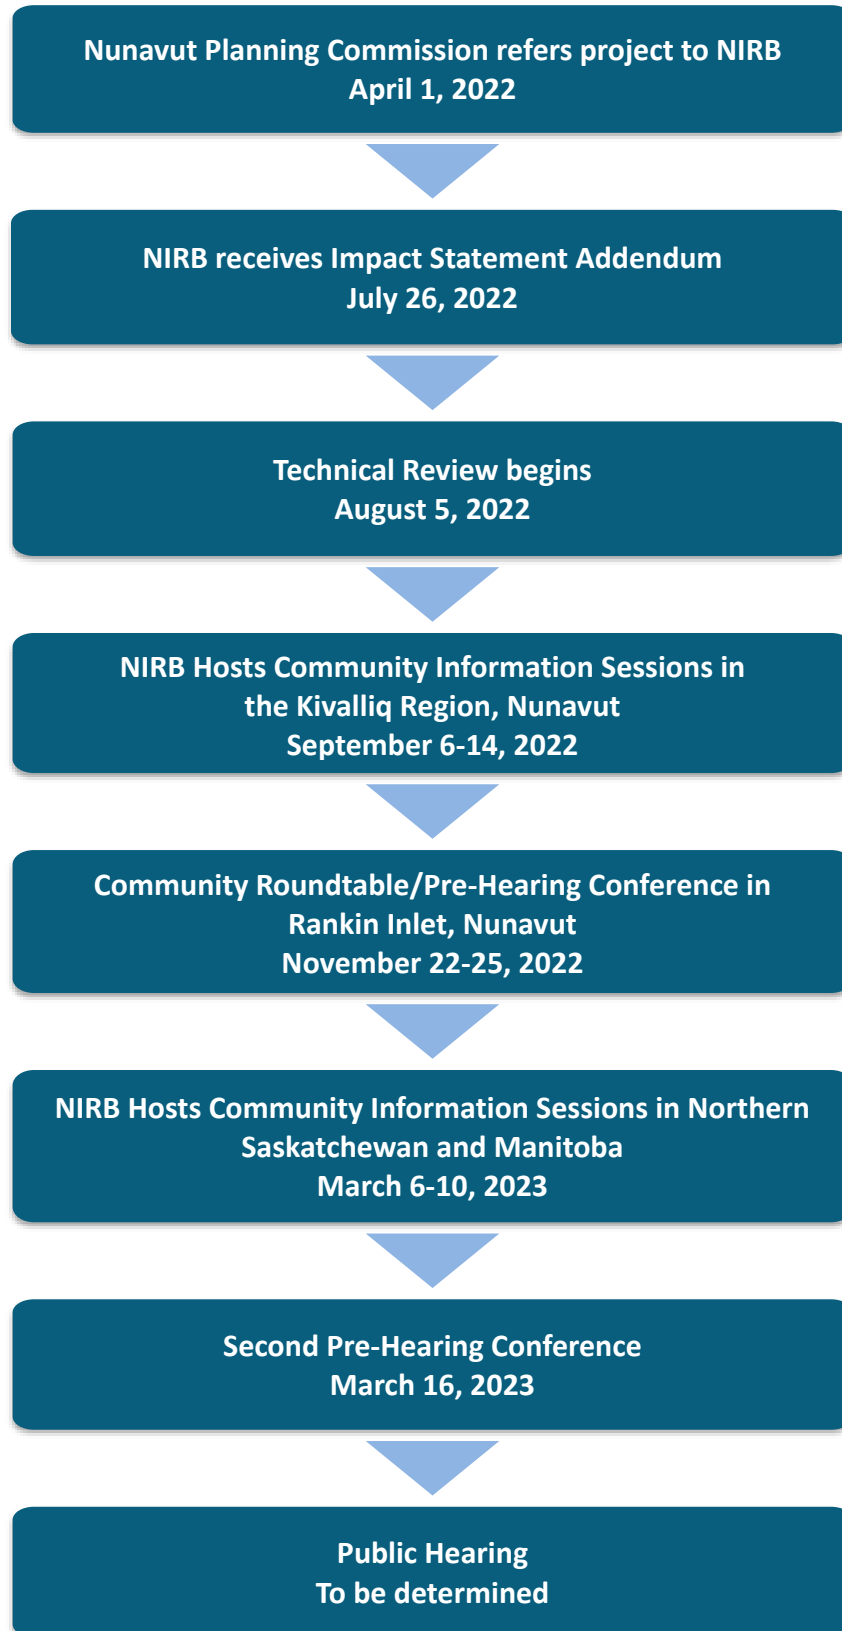 Nunavut Planning Commission refers project to NIRB
April 1, 2022
NIRB receives Impact Statement Addendum
July 26, 2022
Technical Review begins
August 5, 2022
NIRB Hosts Community Information Sessions in
the Kivalliq Region, Nunavut
September 6-14, 2022
Community Roundtable/Pre-Hearing Conference in
Rankin Inlet, Nunavut
November 22-25, 2022
NIRB Hosts Community Information Sessions in Northern
Saskatchewan and Manitoba
March 6-10, 2023
Second Pre-Hearing Conference
March 16, 2023
Public Hearing
To be determined